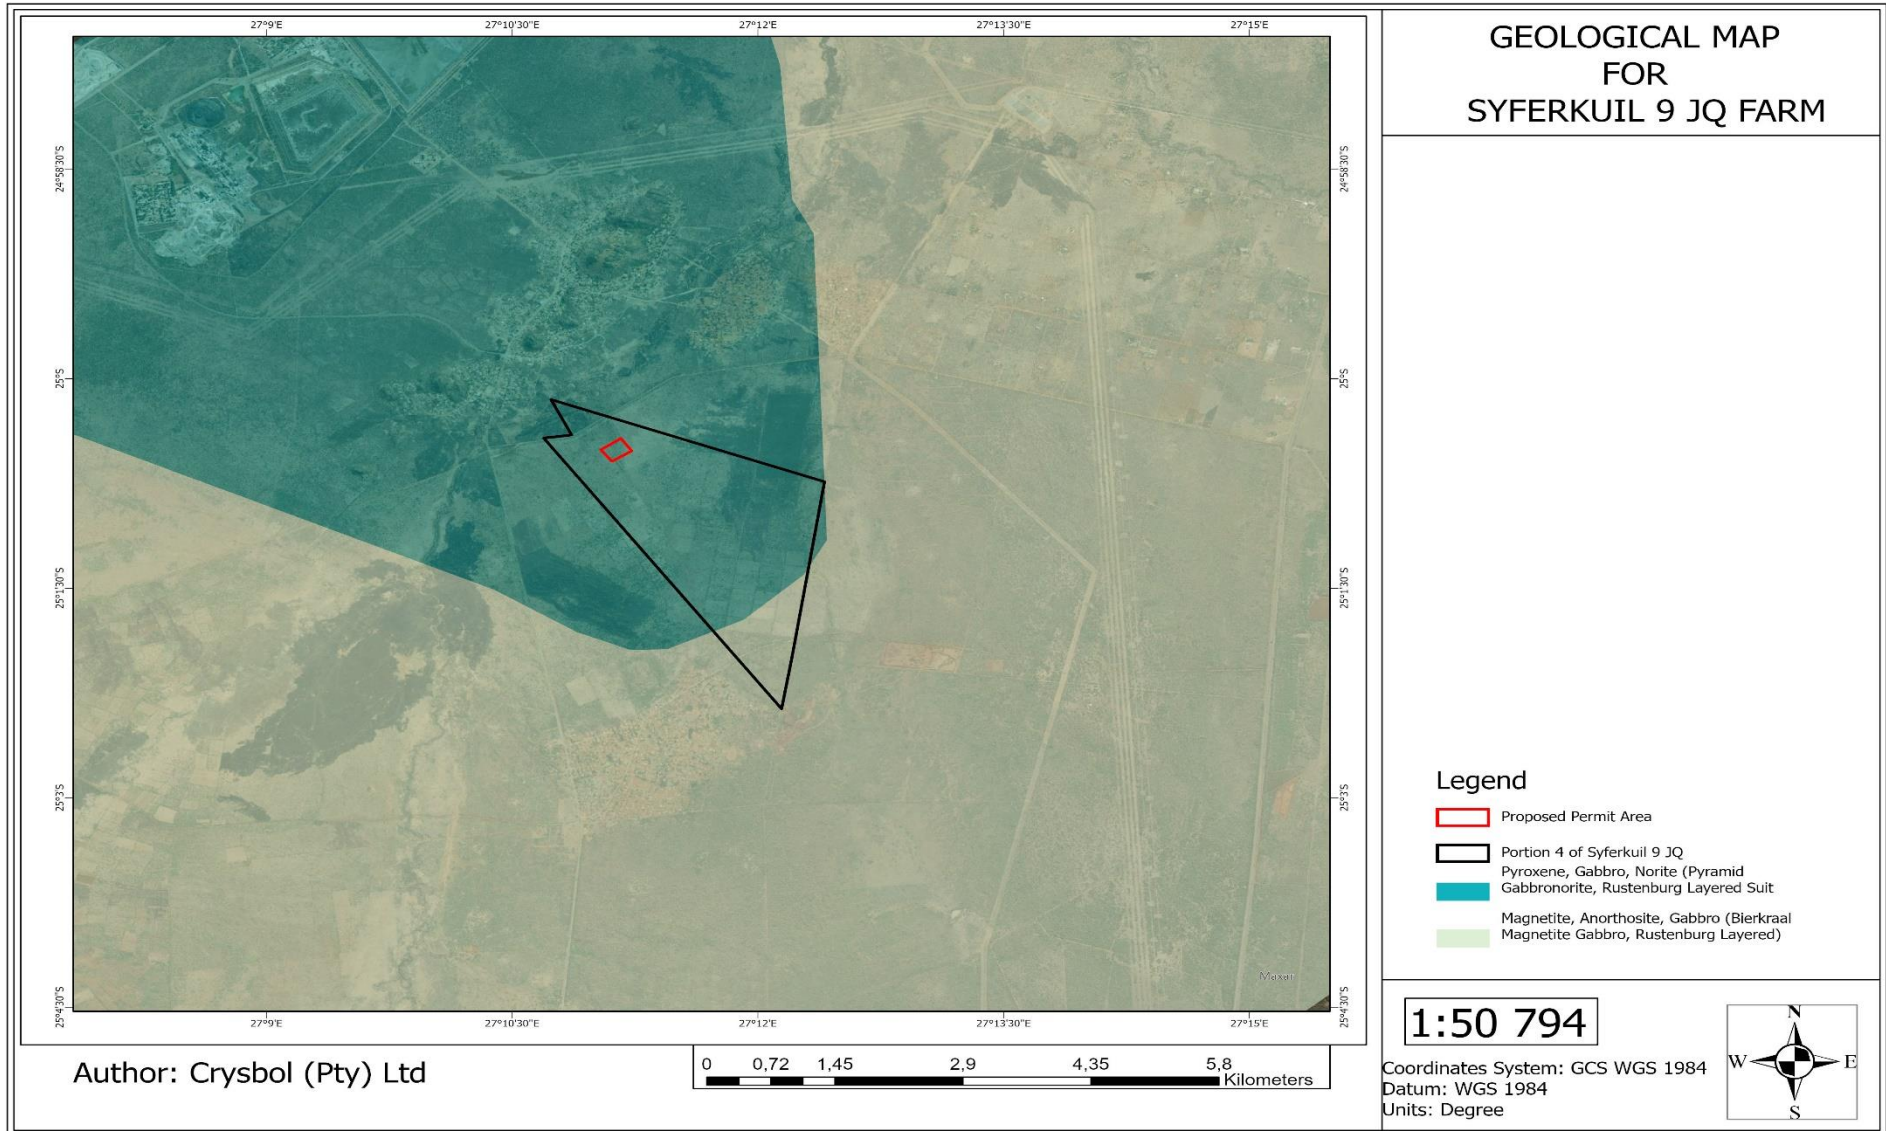 GEOLOGICAL MAP
FOR
SYFERKUIL 9 JQ FARM
27°9'E
27°10'30"E
27°12'E
27°13'30"E
27°15'E
24°58'30"S
25°S
25°1'30"S
25°3'S
25°4'30"S
24°58'30"S
25°S
25°1'30"S
25°3'S
25°4'30"S
Maxar
27°9'E
27°10'30"E
27°12'E
27°13'30"E
27°15'E
Legend
Proposed Permit Area
Portion 4 of Syferkuil 9 JQ
Pyroxene, Gabbro, Norite (Pyramid
Gabbronorite, Rustenburg Layered Suit
Magnetite, Anorthosite, Gabbro (Bierkraal
Magnetite Gabbro, Rustenburg Layered)
1:50 794
Coordinates System: GCS WGS 1984
Datum: WGS 1984
Units: Degree
N
W E
S
Author: Crysbol (Pty) Ltd
0 0,72 1,45 2,9 4,35 5,8
Kilometers